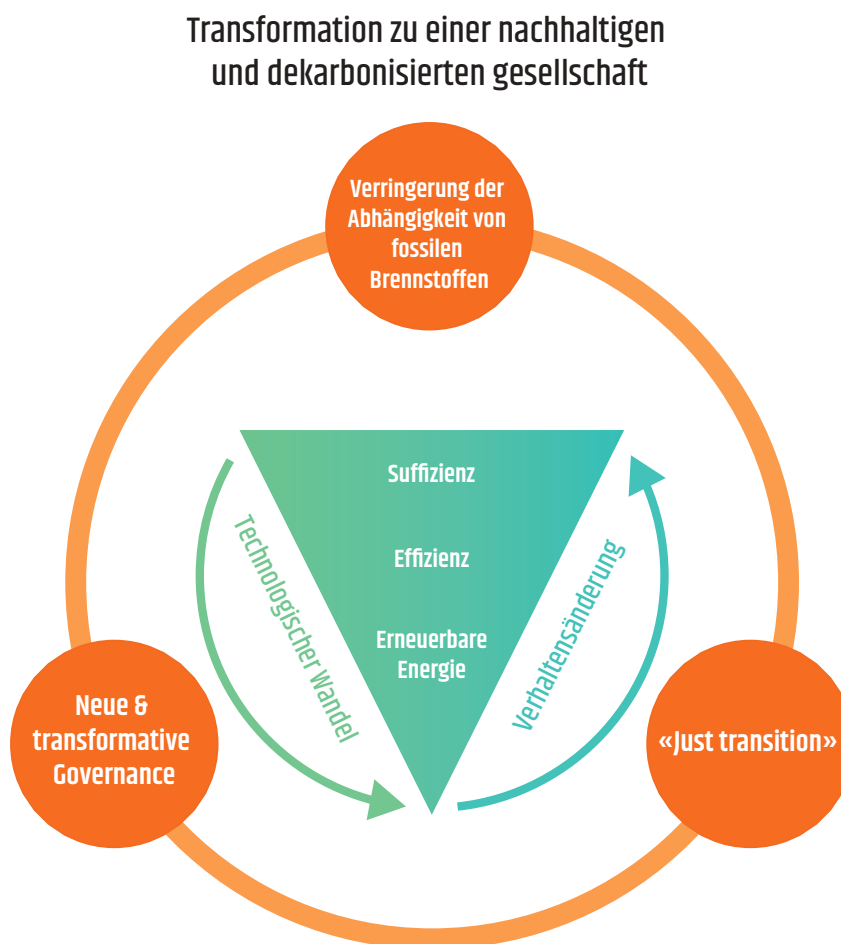 Transformation zu einer nachhaltigen
und dekarbonisierten gesellschaft
Verringerung der
Abhängigkeit von
fossilen
Brennstoffen
Suffizienz
Effizienz
Erneuerbare
Energie
Technologischer Wandel
Verhaltensänderung
Neue &
transformative
Governance
«Just transition»